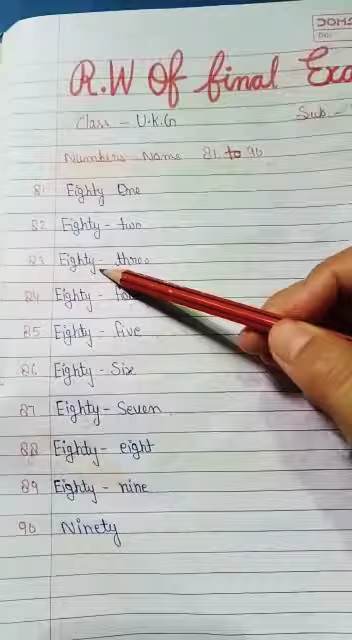 DOMS
R.W Of final Exa
Class - U.K.G
Sub -
Numbers Name 81 to 90
81 Eighty One
82 Eighty - two
83 Eighty - three
84 Eighty -
85 Eighty - five
86 Eighty - Six
87 Eighty - Seven
88 Eighty - eight
89 Eighty - nine
90 Ninety